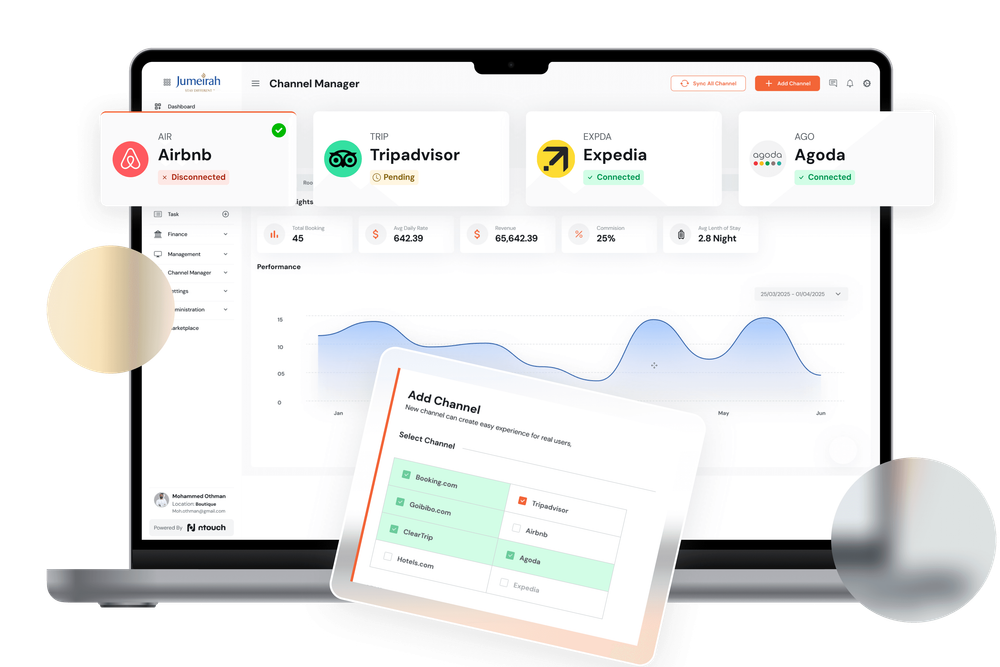 Jumeirah
Channel Manager
Sync All Channel
Add Channel
Dashboard
AIR
Airbnb
Disconnected
TRIP
Tripadvisor
Pending
EXPDA
Expedia
Connected
agoda
AGO
Agoda
Connected
Task
Finance
Management
Channel Manager
ettings
ministration
arketplace
Total Booking
45
Avg Daily Rate
642.39
Revenue
65,642.39
Commision
25%
Avg Lenth of Stay
2.8 Night
Performance
25/03/2025 - 01/04/2025
15
10
05
0
Jan
May
Jun
Add Channel
New channel can create easy experience for real users,
Select Channel
Booking.com
Tripadvisor
Goibibo.com
Airbnb
ClearTrip
Agoda
Hotels.com
Expedia
Mohammed Othman
Location Boutique
Moh.othman@gmail.com
Powered By ntouch